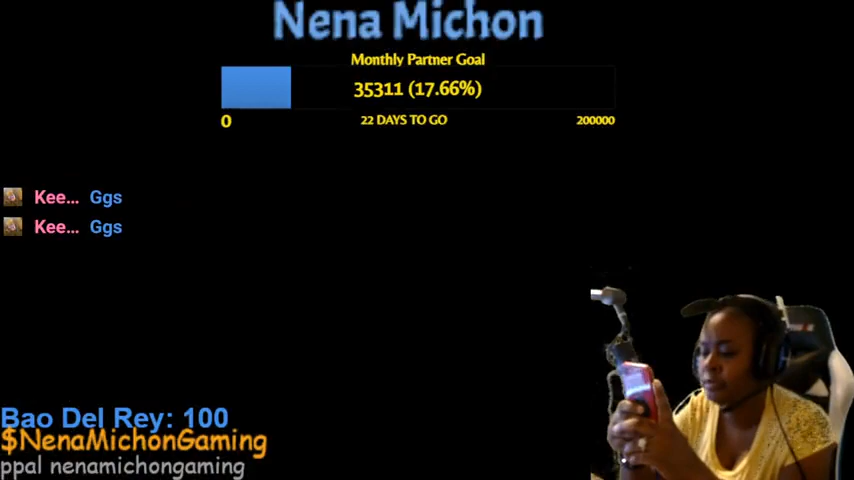 Nena Michon
Monthly Partner Goal
35311 (17.66%)
0 22 DAYS TO GO 200000
Kee... Ggs
Kee... Ggs
Bao Del Rey: 100
$NenaMichonGaming
ppal nenamichongaming